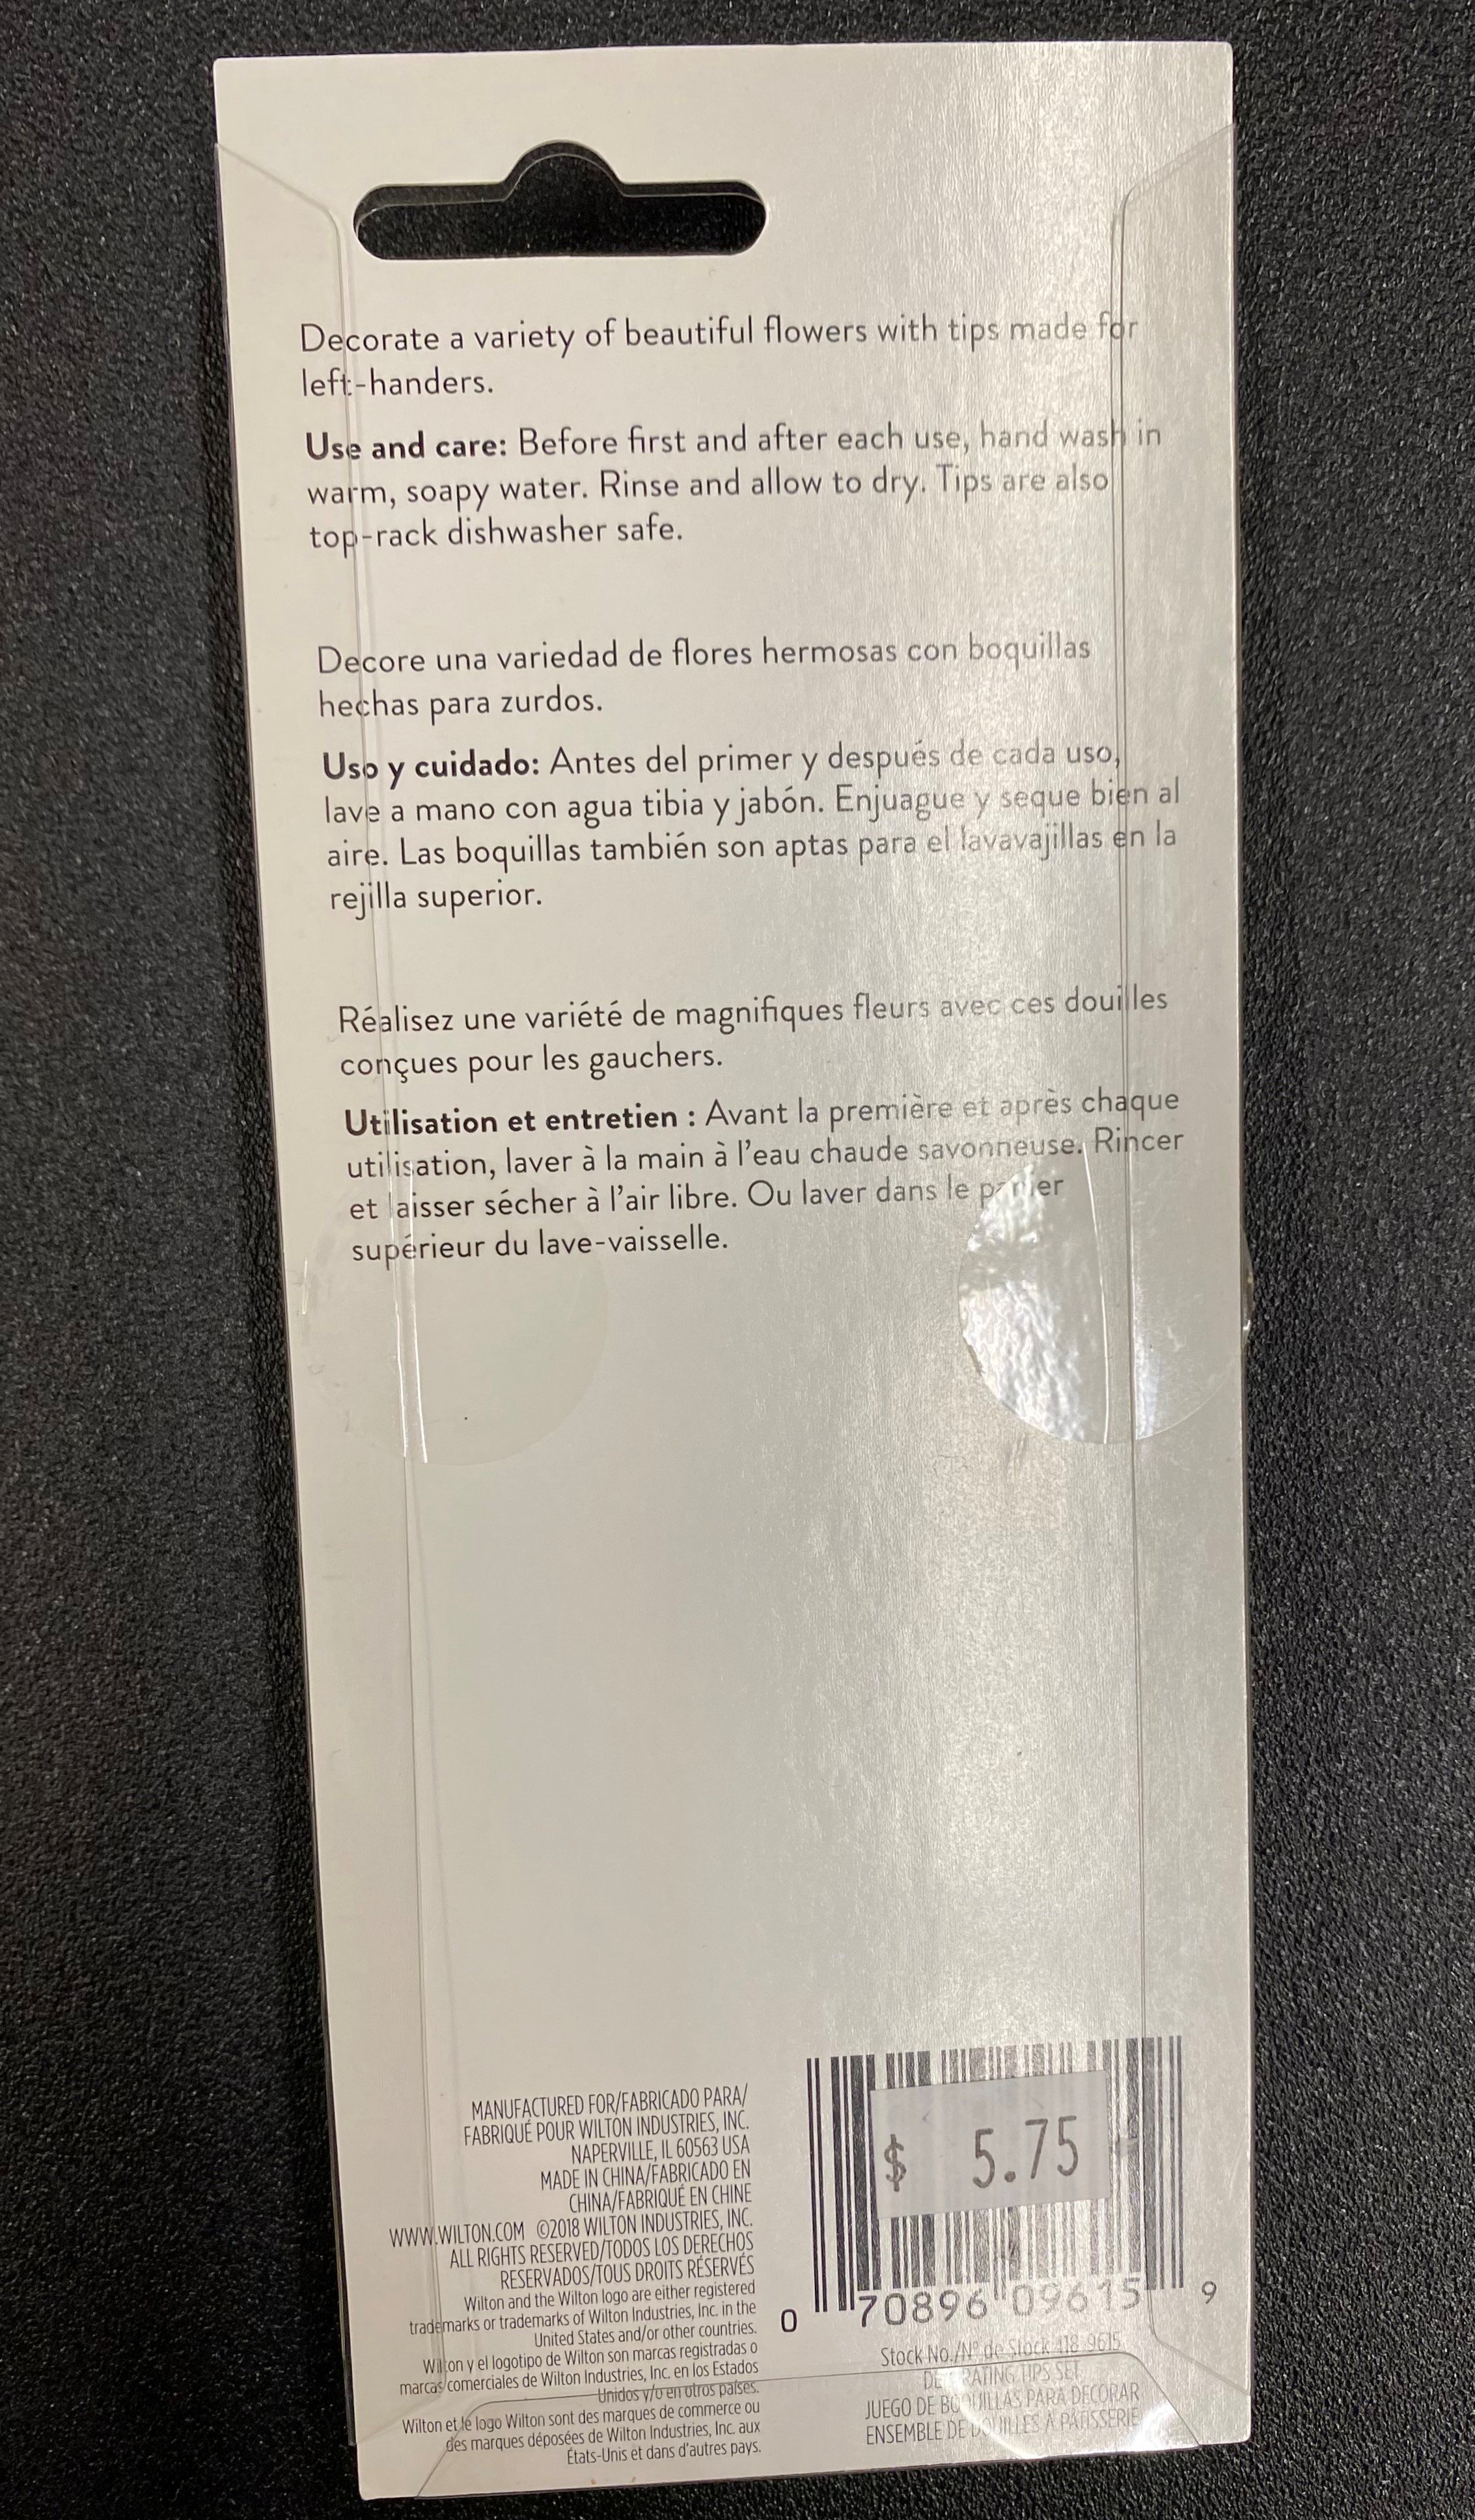 Decorate a variety of beautiful flowers with tips made for
left-handers.
Use and care: Before first and after each use, hand wash in
warm, soapy water. Rinse and allow to dry. Tips are also
top-rack dishwasher safe.
Decore una variedad de flores hermosas con boquillas
hechas para zurdos.
Uso y cuidado: Antes del primer y después de cada uso,
lave a mano con agua tibia y jabón. Enjuague y seque bien al
aire. Las boquillas también son aptas para el lavavajillas en la
rejilla superior.
Réalisez une variété de magnifiques fleurs avec ces douilles
conçues pour les gauchers.
Utilisation et entretien : Avant la première et après chaque
utilisation, laver à la main à l'eau chaude savonneuse. Rincer
et laisser sécher à l'air libre. Ou laver dans le panier
supérieur du lave-vaisselle.
MANUFACTURED FOR/FABRICADO PARA/
FABRIQUÉ POUR WILTON INDUSTRIES, INC.
NAPERVILLE, IL 60563 USA
MADE IN CHINA/FABRICADO EN
CHINA/FABRIQUÉ EN CHINE
WWW.WILTON.COM ©2018 WILTON INDUSTRIES, INC.
ALL RIGHTS RESERVED/TODOS LOS DERECHOS
RESERVADOS/TOUS DROITS RÉSERVÉS
Wilton and the Wilton logo are either registered
trademarks or trademarks of Wilton Industries, Inc. in the
United States and/or other countries.
Wilton y el logotipo de Wilton son marcas registradas o
marcas comerciales de Wilton Industries, Inc. en los Estados
Unidos y/o en otros países.
Wilton et le logo Wilton sont des marques de commerce ou
des marques déposées de Wilton Industries, Inc. aux
États-Unis et dans d'autres pays.
$ 5.75
0 70896 09615 9
Stock No./Nº de Stock 418-9615
DECORATING TIPS SET
JUEGO DE BOQUILLAS PARA DECORAR
ENSEMBLE DE DOUILLES À PÂTISSERIE